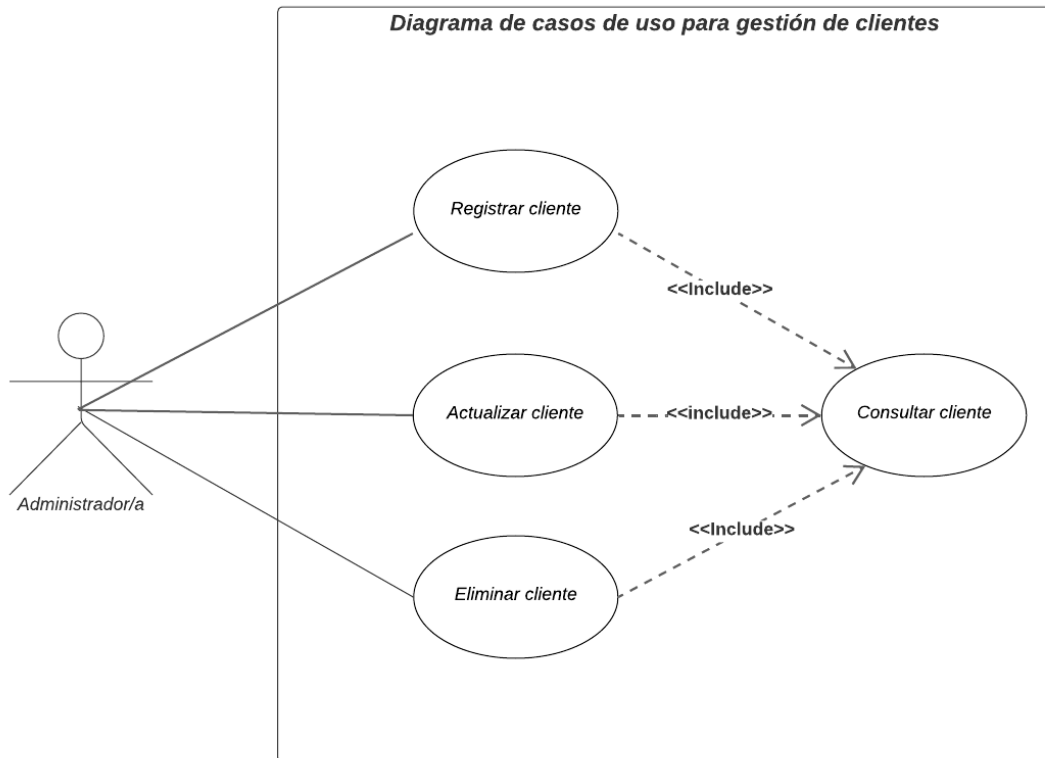 Diagrama de casos de uso para gestión de clientes
Registrar cliente
<<Include>>
Actualizar cliente
<<include>>
Consultar cliente
Administrador/a
<<Include>>
Eliminar cliente